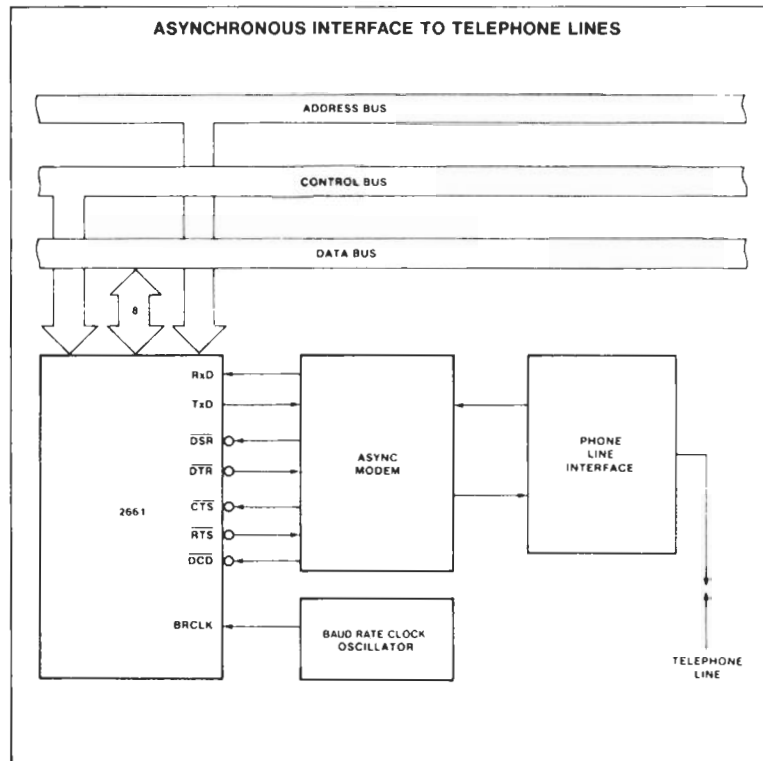 ASYNCHRONOUS INTERFACE TO TELEPHONE LINES
ADDRESS BUS
CONTROL BUS
DATA BUS
8
RxD
TxD
DSR
DTR
CTS
RTS
DCD
BRCLK
2661
ASYNC
MODEM
PHONE
LINE
INTERFACE
BAUD RATE CLOCK
OSCILLATOR
TELEPHONE
LINE